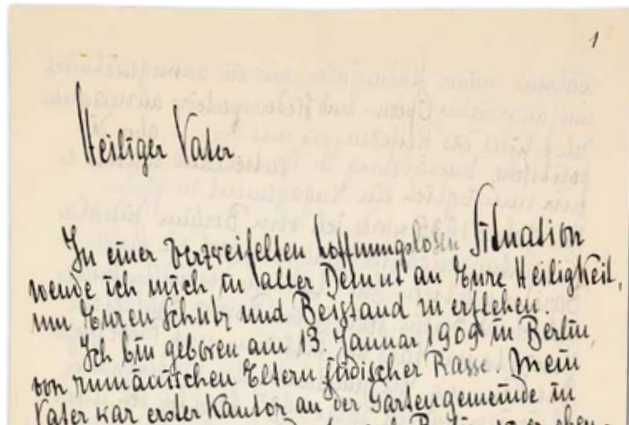 1
Heiliger Vater
In einer verzweifelten hoffnungslosen Situation
wende ich mich in aller Demut an Eure Heiligkeit,
um Euren Schutz und Beistand zu erflehen.
Ich bin geboren am 13. Januar 1909 in Berlin,
von rumänischen Eltern jüdischer Rasse. Mein
Vater war erster Kantor an der Gartengemeinde in
Berlin